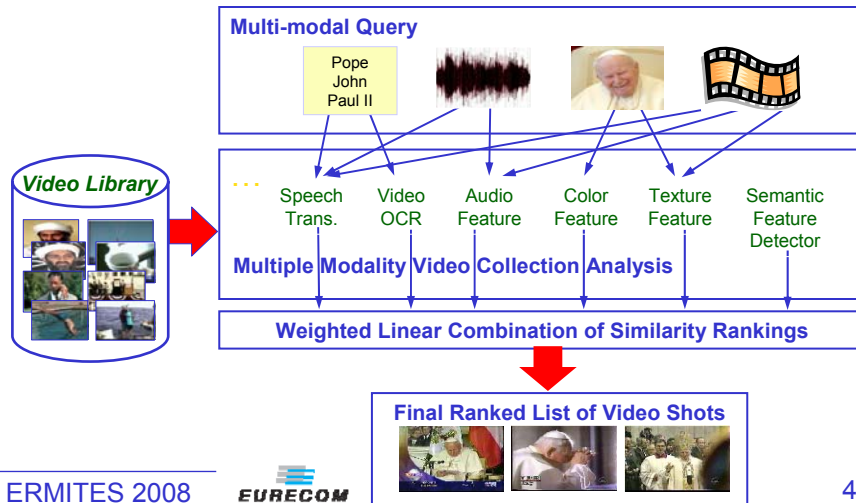 Multi-modal Query
Pope
John
Paul II
Video Library
. . .
Speech
Trans.
Video
OCR
Audio
Feature
Color
Feature
Texture
Feature
Semantic
Feature
Detector
Multiple Modality Video Collection Analysis
Weighted Linear Combination of Similarity Rankings
Final Ranked List of Video Shots
ERMITES 2008
EURECOM
4